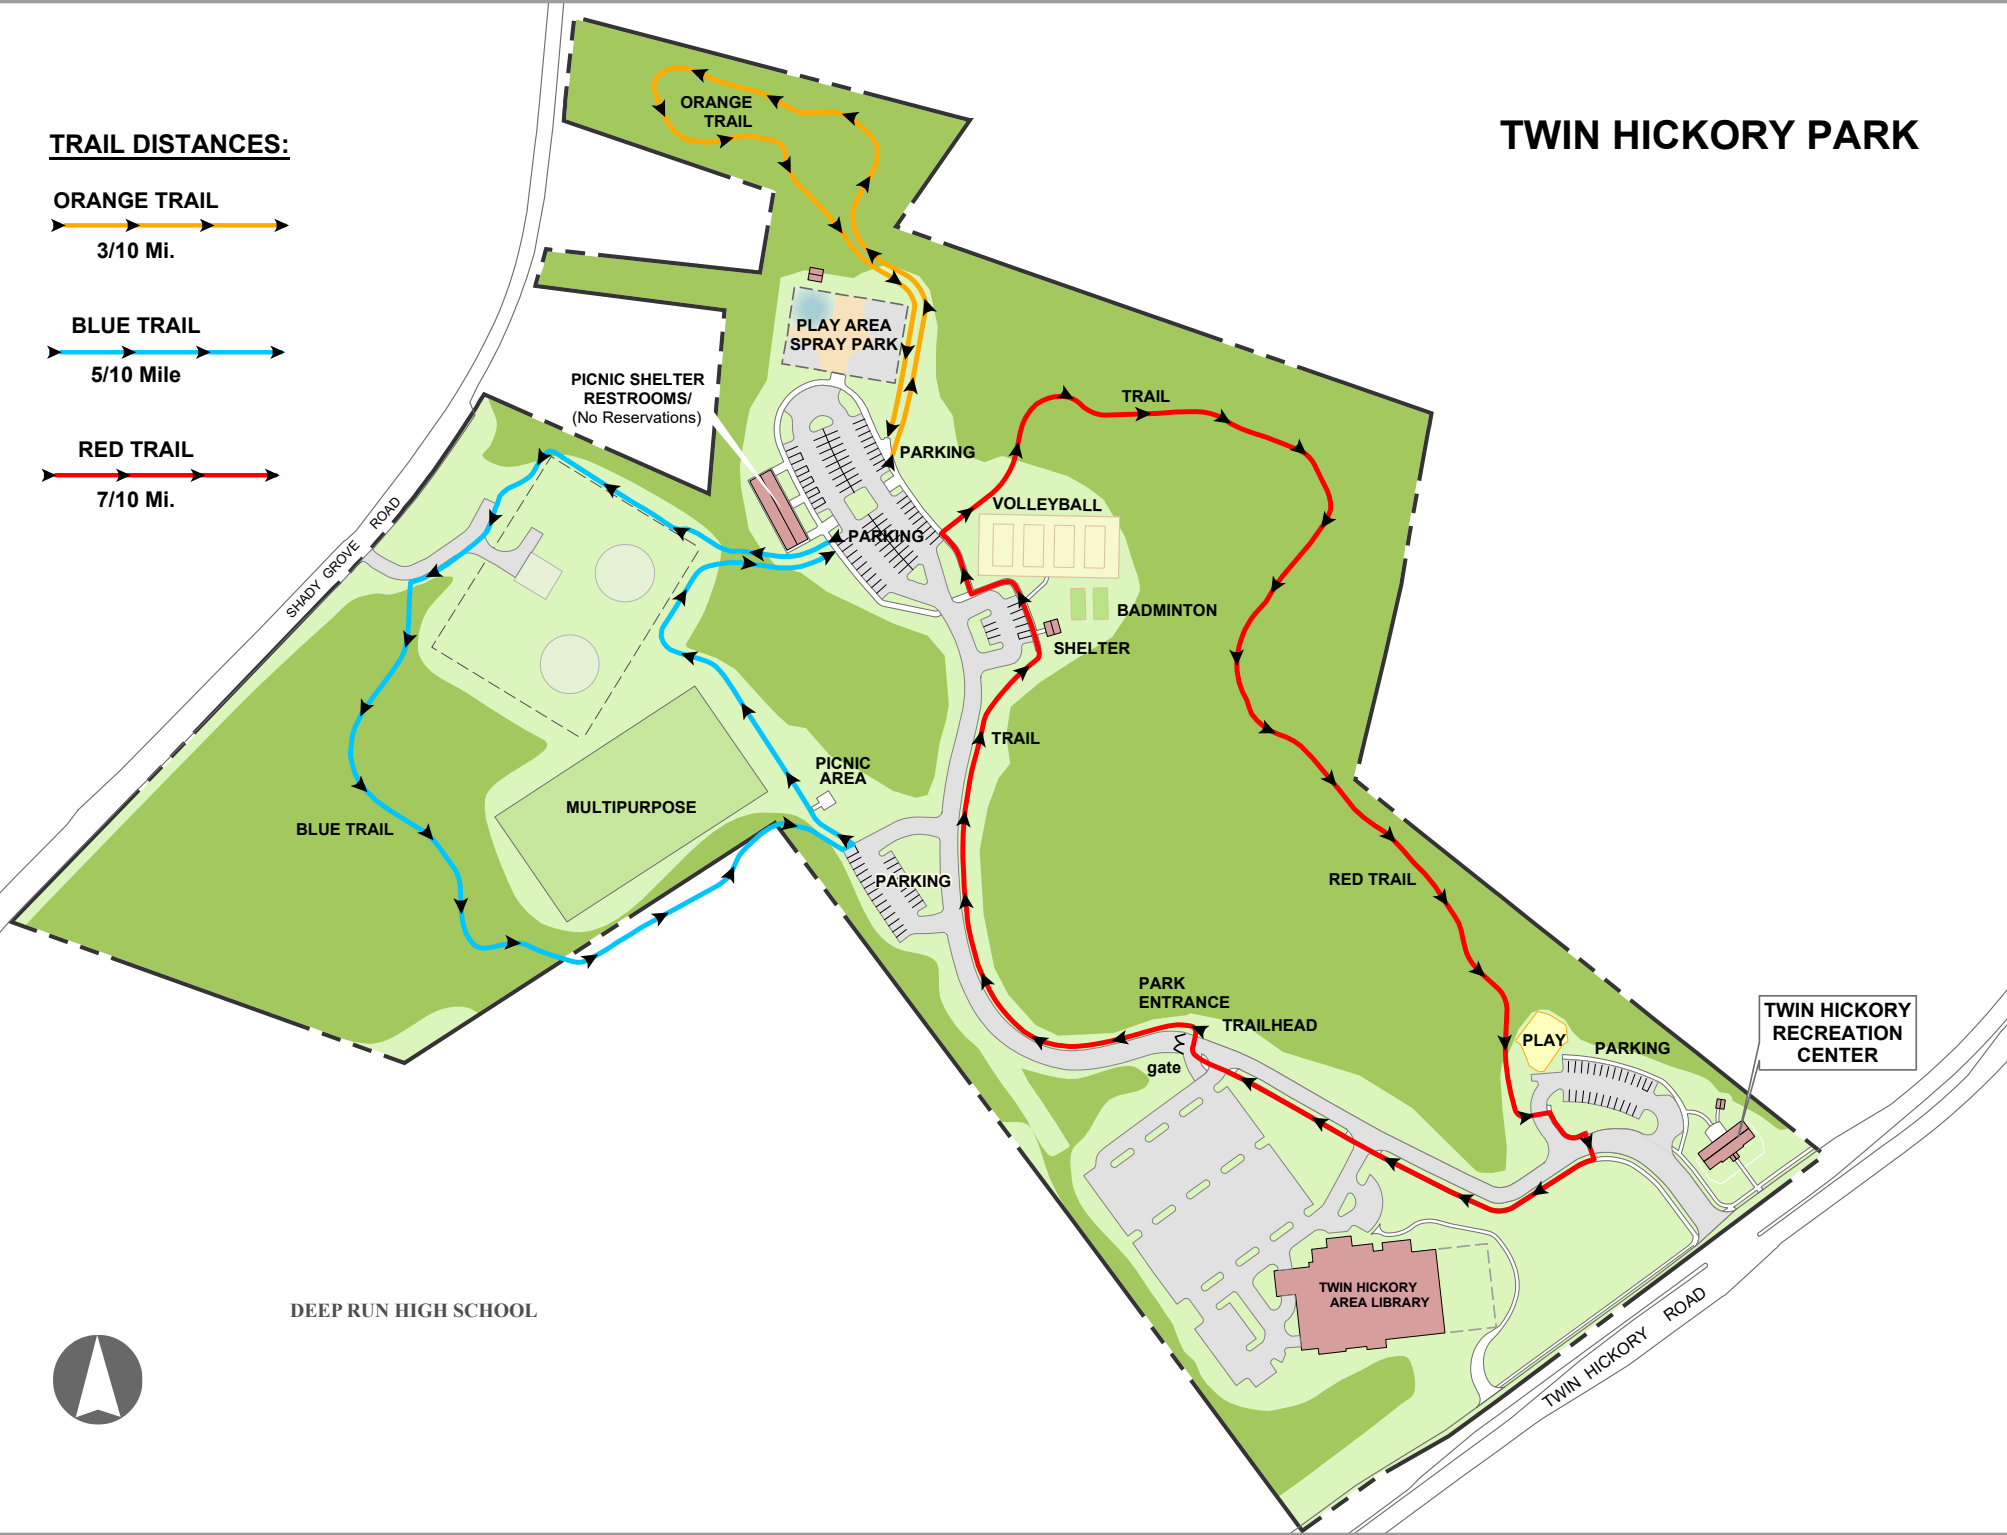 TWIN HICKORY PARK
TRAIL DISTANCES:
ORANGE TRAIL
3/10 Mi.
BLUE TRAIL
5/10 Mile
RED TRAIL
7/10 Mi.
ORANGE
TRAIL
PLAY AREA
SPRAY PARK
PICNIC SHELTER
RESTROOMS/
(No Reservations)
PARKING
TRAIL
VOLLEYBALL
PARKING
SHADY GROVE ROAD
BADMINTON
SHELTER
TRAIL
PICNIC
AREA
MULTIPURPOSE
BLUE TRAIL
PARKING
RED TRAIL
PARK
ENTRANCE
TRAILHEAD
gate
PLAY
PARKING
TWIN HICKORY
RECREATION
CENTER
TWIN HICKORY
AREA LIBRARY
TWIN HICKORY ROAD
DEEP RUN HIGH SCHOOL